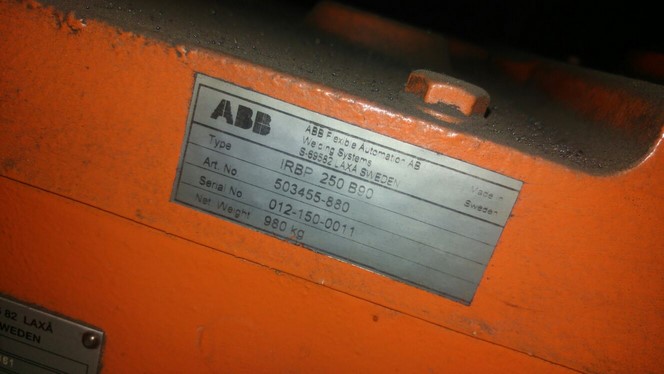 ABB
ABB Flexible Automation AB
Welding Systems
S-69582 LAXÅ SWEDEN
Made in
Sweden
Type IRBP 250 B90
Art. No 503455-880
Serial No 012-150-0011
Net Weight 980 kg
82 LAXÅ
WEDEN